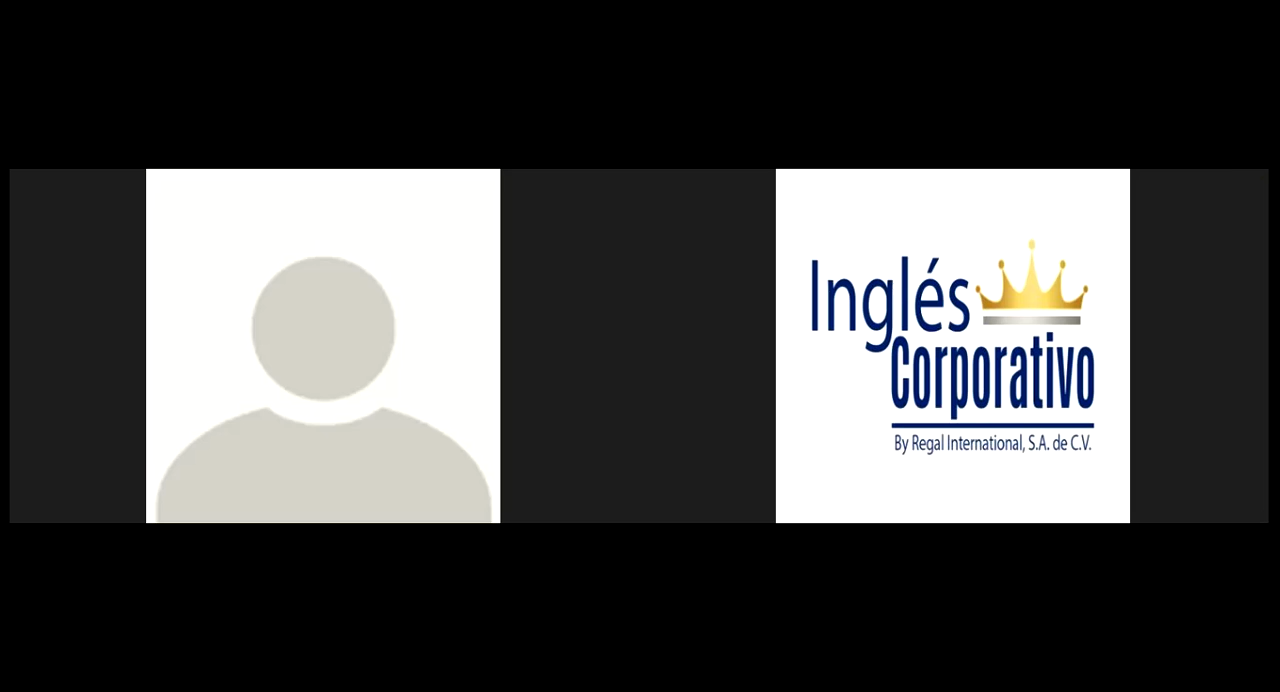 Inglés
Corporativo
By Regal International, S.A. de C.V.